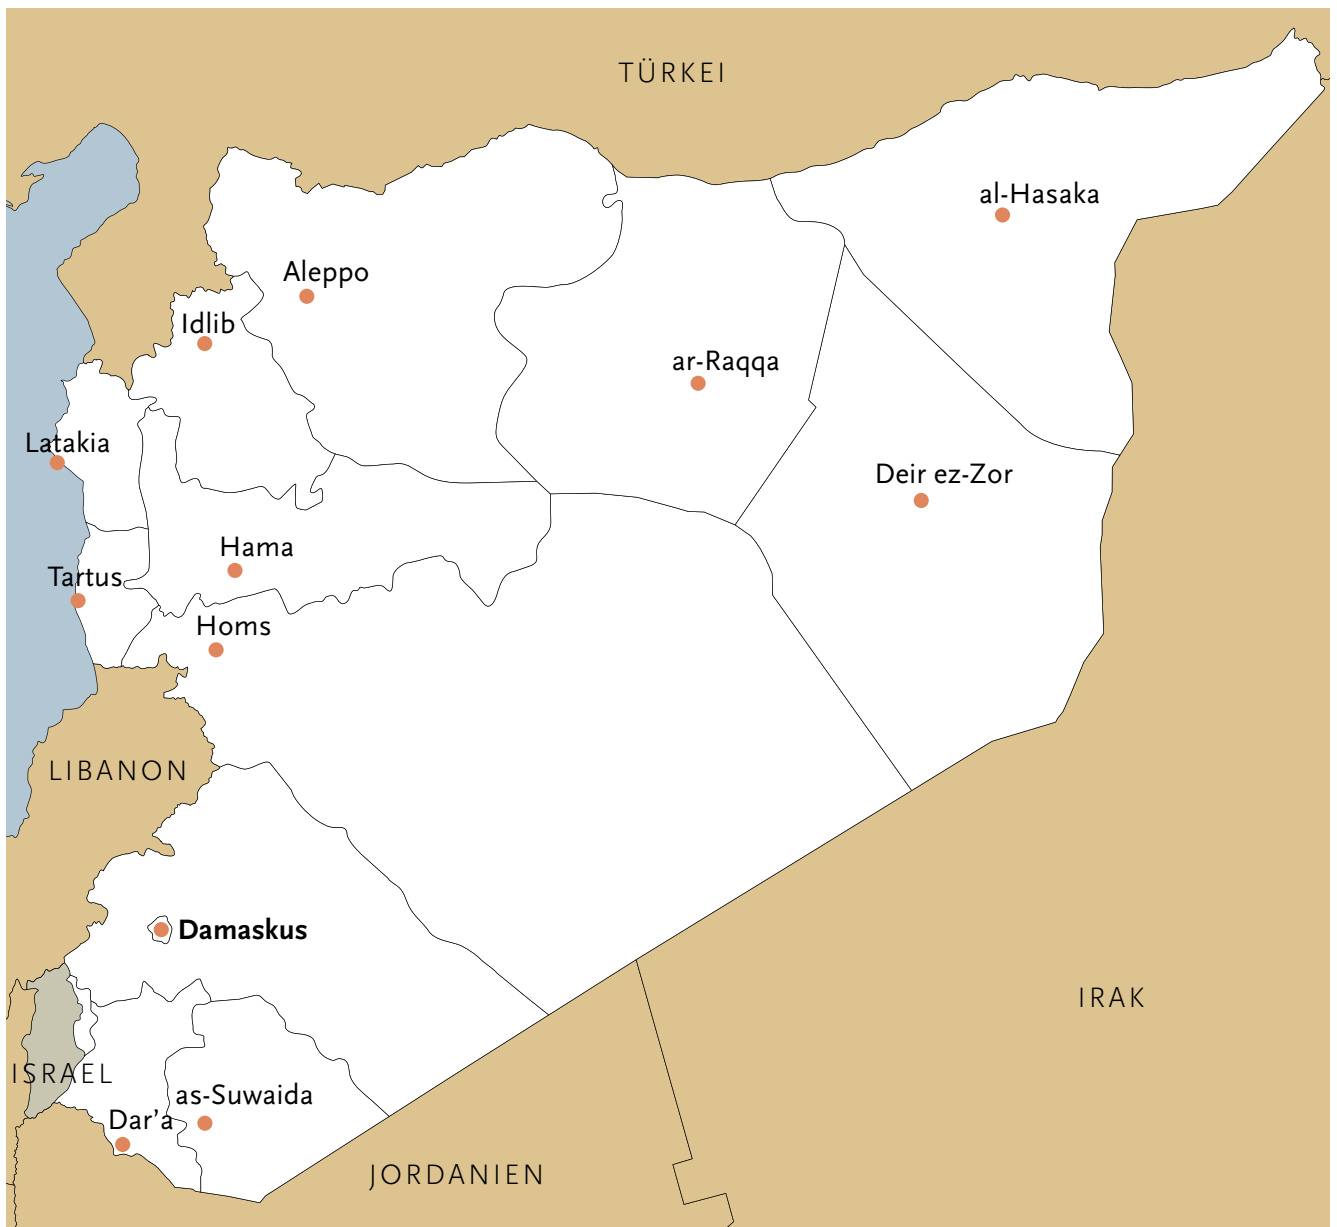 TÜRKEI
al-Hasaka
Aleppo
Idlib
ar-Raqqa
Latakia
Deir ez-Zor
Hama
Tartus
Homs
LIBANON
Damaskus
IRAK
ISRAEL
as-Suwaida
Dar’a
JORDANIEN